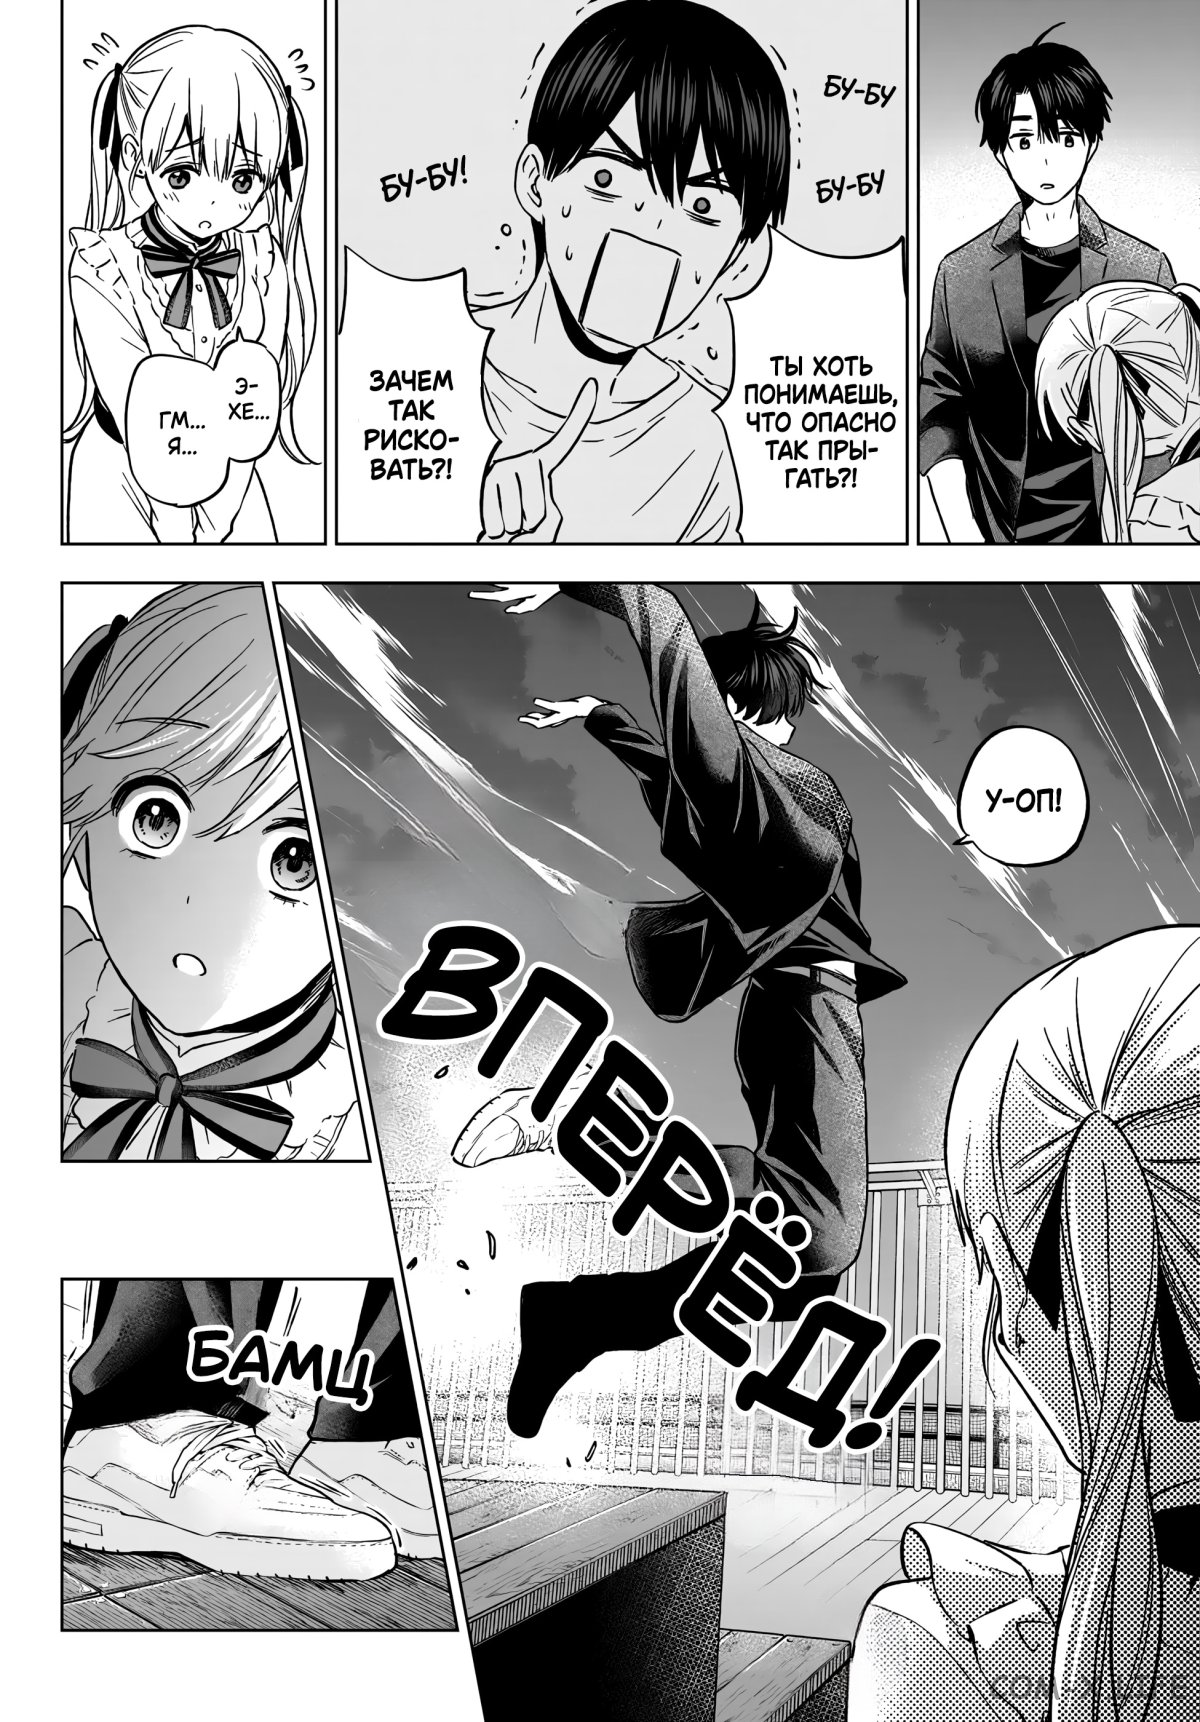 БУ-БУ
БУ-БУ
ТЫ ХОТЬ
ПОНИМАЕШЬ,
ЧТО ОПАСНО
ТАК ПРЫ-
ГАТЬ?!
БУ-БУ!
ЗАЧЕМ
ТАК
РИСКО-
ВАТЬ?!
Э-
ХЕ...
ГМ...
Я...
У-ОП!
ВПЕРЁД!
БАМЦ